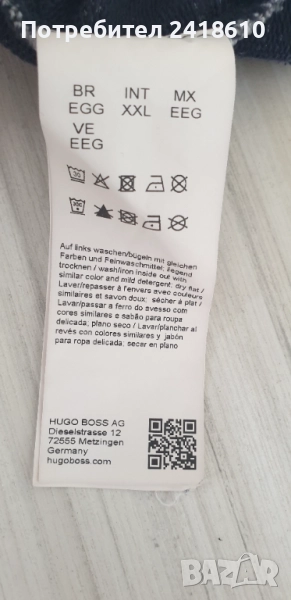 Потребител 2418610
BR INT MX
EGG XXL EEG
VE
EEG
Auf links waschen/bügeln mit gleichen
Farben und Feinwaschmittel; liegend
trocknen / wash/iron inside out with
similar color and mild detergent; dry flat /
Laver/repasser à l'envers avec couleurs
similaires et savon doux; sécher à plat /
Lavar/passar a ferro do avesso com
cores similares e sabão para roupa
delicada; plano seco / Lavar/planchar al
revés con colores similares y jabón
para ropa delicada; secar en plano
HUGO BOSS AG
Dieselstrasse 12
72555 Metzingen
Germany
hugoboss.com
БАZАР